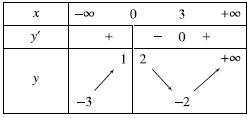 x −∞ 0 3 +∞
y′ + − 0 +
1 2 +∞
y
−3 −2